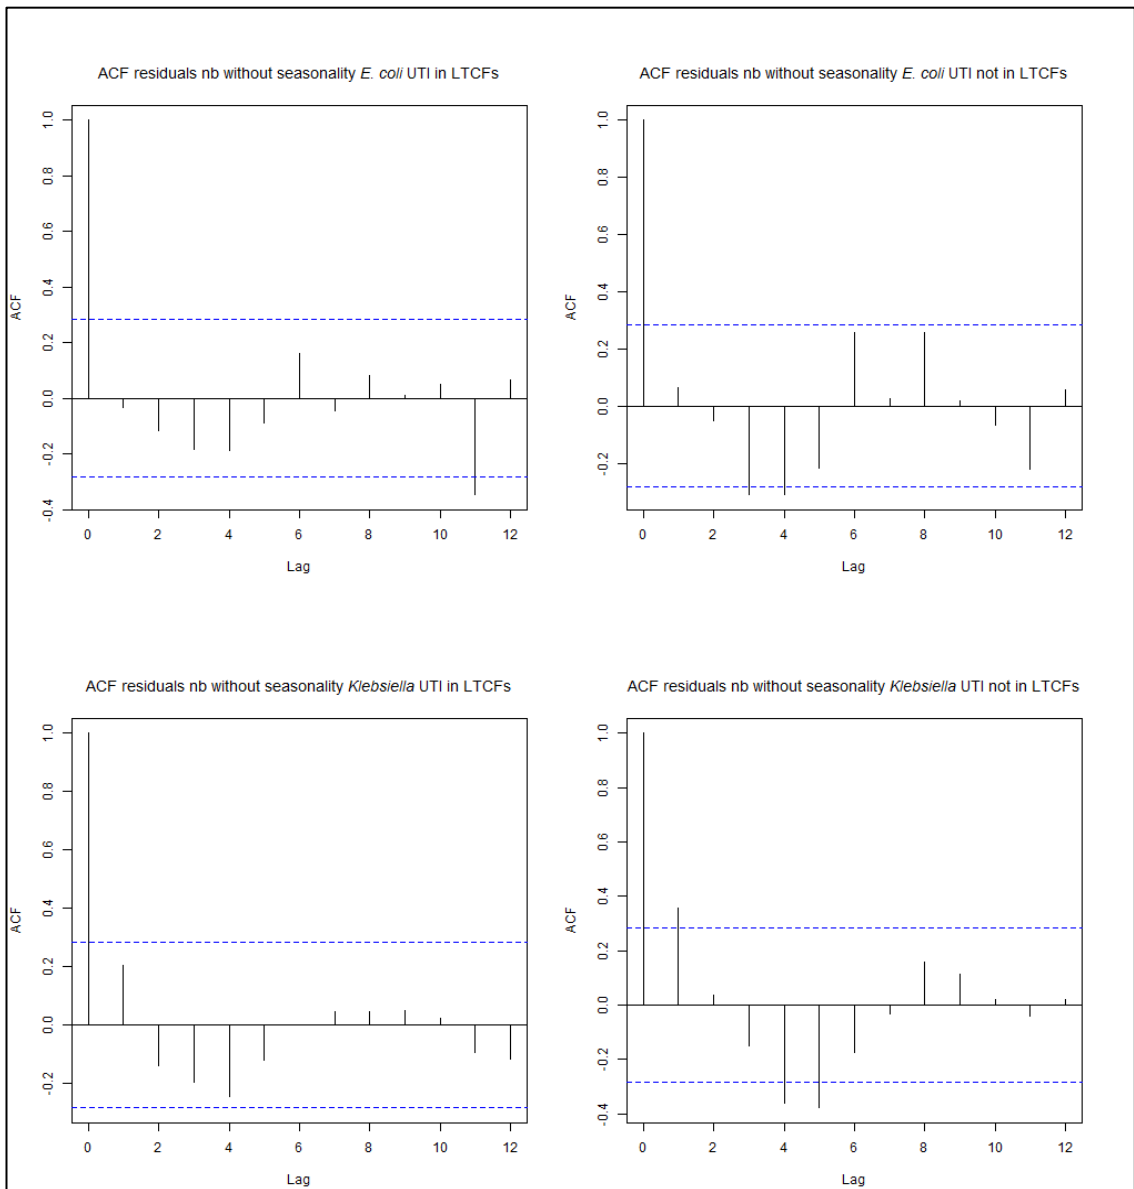 ACF residuals nb without seasonality E. coli UTI in LTCFs
ACF
1.0
0.8
0.6
0.4
0.2
0.0
-0.2
-0.4
0 2 4 6 8 10 12
Lag
ACF residuals nb without seasonality E. coli UTI not in LTCFs
ACF
1.0
0.8
0.6
0.4
0.2
0.0
-0.2
0 2 4 6 8 10 12
Lag
ACF residuals nb without seasonality Klebsiella UTI in LTCFs
ACF
1.0
0.8
0.6
0.4
0.2
0.0
-0.2
0 2 4 6 8 10 12
Lag
ACF residuals nb without seasonality Klebsiella UTI not in LTCFs
ACF
1.0
0.8
0.6
0.4
0.2
0.0
-0.2
-0.4
0 2 4 6 8 10 12
Lag